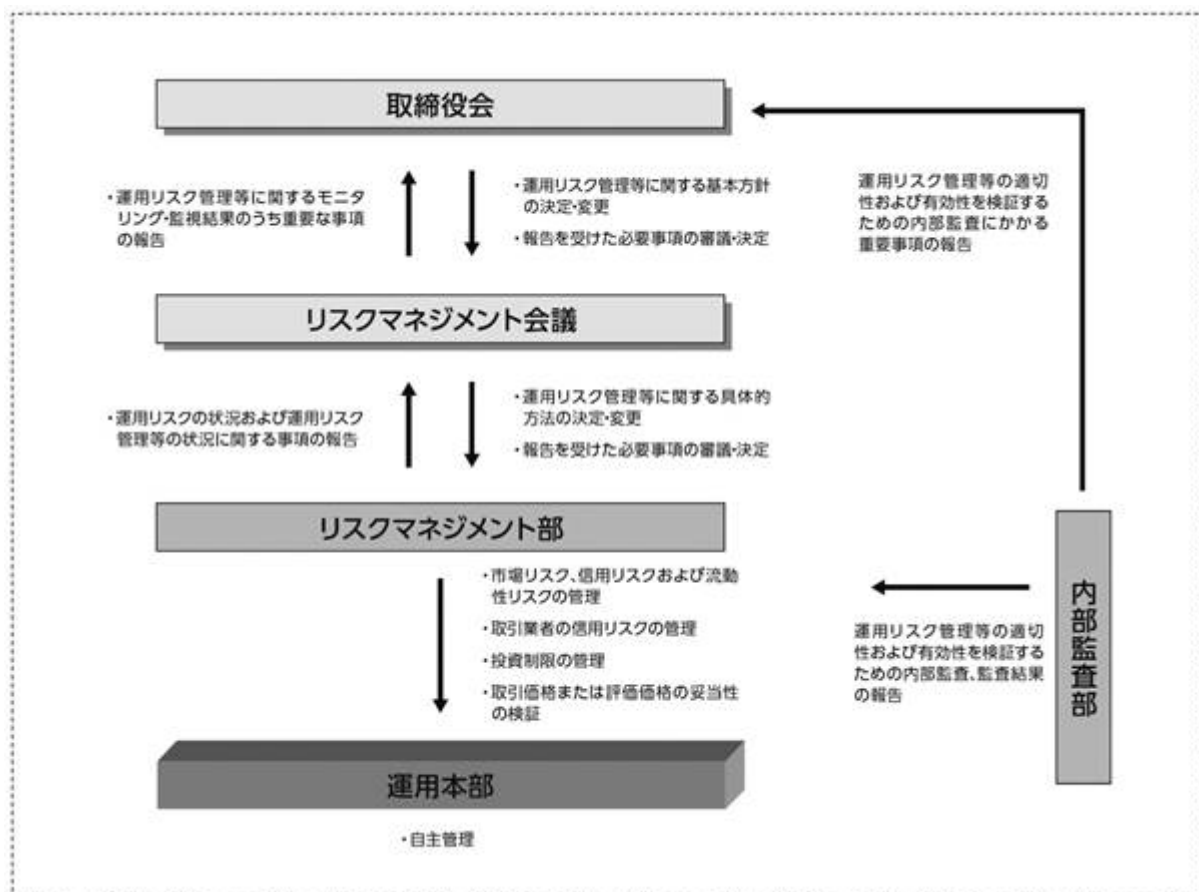 取締役会
・運用リスク管理等に関するモニタ
リング・監視結果のうち重要な事項
の報告
・運用リスク管理等に関する基本方針
の決定・変更
・報告を受けた必要事項の審議・決定
運用リスク管理等の適切
性および有効性を検証する
ための内部監査にかかる
重要事項の報告
リスクマネジメント会議
・運用リスクの状況および運用リスク
管理等の状況に関する事項の報告
・運用リスク管理等に関する具体的
方法の決定・変更
・報告を受けた必要事項の審議・決定
リスクマネジメント部
・市場リスク、信用リスクおよび流動
性リスクの管理
・取引業者の信用リスクの管理
・投資制限の管理
・取引価格または評価価格の妥当性
の検証
運用リスク管理等の適切
性および有効性を検証する
ための内部監査、監査結果
の報告
内部監査部
運用本部
・自主管理